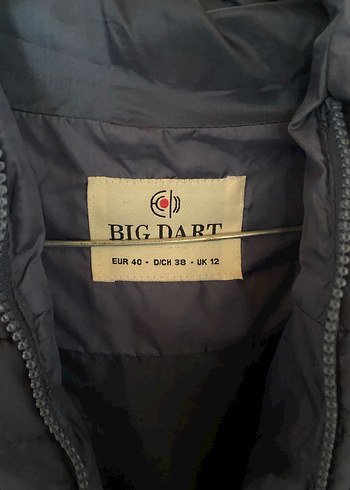 BIG DART
EUR 40 - D/CH 38 - UK 12